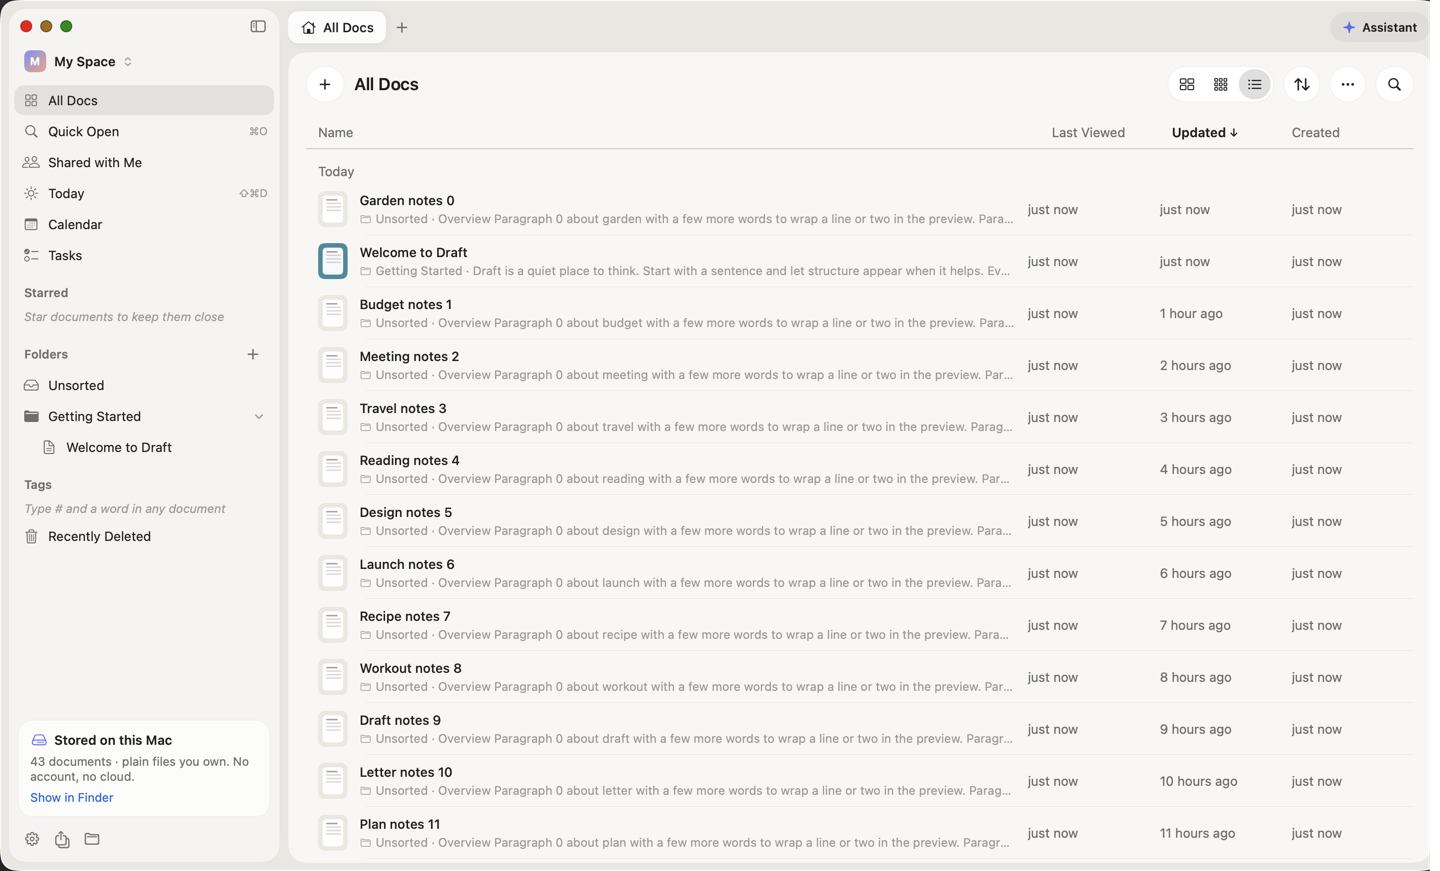 All Docs
Assistant
M My Space
All Docs
Quick Open ⌘O
Shared with Me
Today ⇧⌘D
Calendar
Tasks
Starred
Star documents to keep them close
Folders
Unsorted
Getting Started
Welcome to Draft
Tags
Type # and a word in any document
Recently Deleted
Stored on this Mac
43 documents · plain files you own. No
account, no cloud.
Show in Finder
All Docs
Name Last Viewed Updated ↓ Created
Today
Garden notes 0
Unsorted · Overview Paragraph 0 about garden with a few more words to wrap a line or two in the preview. Para...
just now just now just now
Welcome to Draft
Getting Started · Draft is a quiet place to think. Start with a sentence and let structure appear when it helps. Ev...
just now just now just now
Budget notes 1
Unsorted · Overview Paragraph 0 about budget with a few more words to wrap a line or two in the preview. Para...
just now 1 hour ago just now
Meeting notes 2
Unsorted · Overview Paragraph 0 about meeting with a few more words to wrap a line or two in the preview. Par...
just now 2 hours ago just now
Travel notes 3
Unsorted · Overview Paragraph 0 about travel with a few more words to wrap a line or two in the preview. Parag...
just now 3 hours ago just now
Reading notes 4
Unsorted · Overview Paragraph 0 about reading with a few more words to wrap a line or two in the preview. Par...
just now 4 hours ago just now
Design notes 5
Unsorted · Overview Paragraph 0 about design with a few more words to wrap a line or two in the preview. Para...
just now 5 hours ago just now
Launch notes 6
Unsorted · Overview Paragraph 0 about launch with a few more words to wrap a line or two in the preview. Para...
just now 6 hours ago just now
Recipe notes 7
Unsorted · Overview Paragraph 0 about recipe with a few more words to wrap a line or two in the preview. Para...
just now 7 hours ago just now
Workout notes 8
Unsorted · Overview Paragraph 0 about workout with a few more words to wrap a line or two in the preview. Par...
just now 8 hours ago just now
Draft notes 9
Unsorted · Overview Paragraph 0 about draft with a few more words to wrap a line or two in the preview. Paragr...
just now 9 hours ago just now
Letter notes 10
Unsorted · Overview Paragraph 0 about letter with a few more words to wrap a line or two in the preview. Parag...
just now 10 hours ago just now
Plan notes 11
Unsorted · Overview Paragraph 0 about plan with a few more words to wrap a line or two in the preview. Paragr...
just now 11 hours ago just now